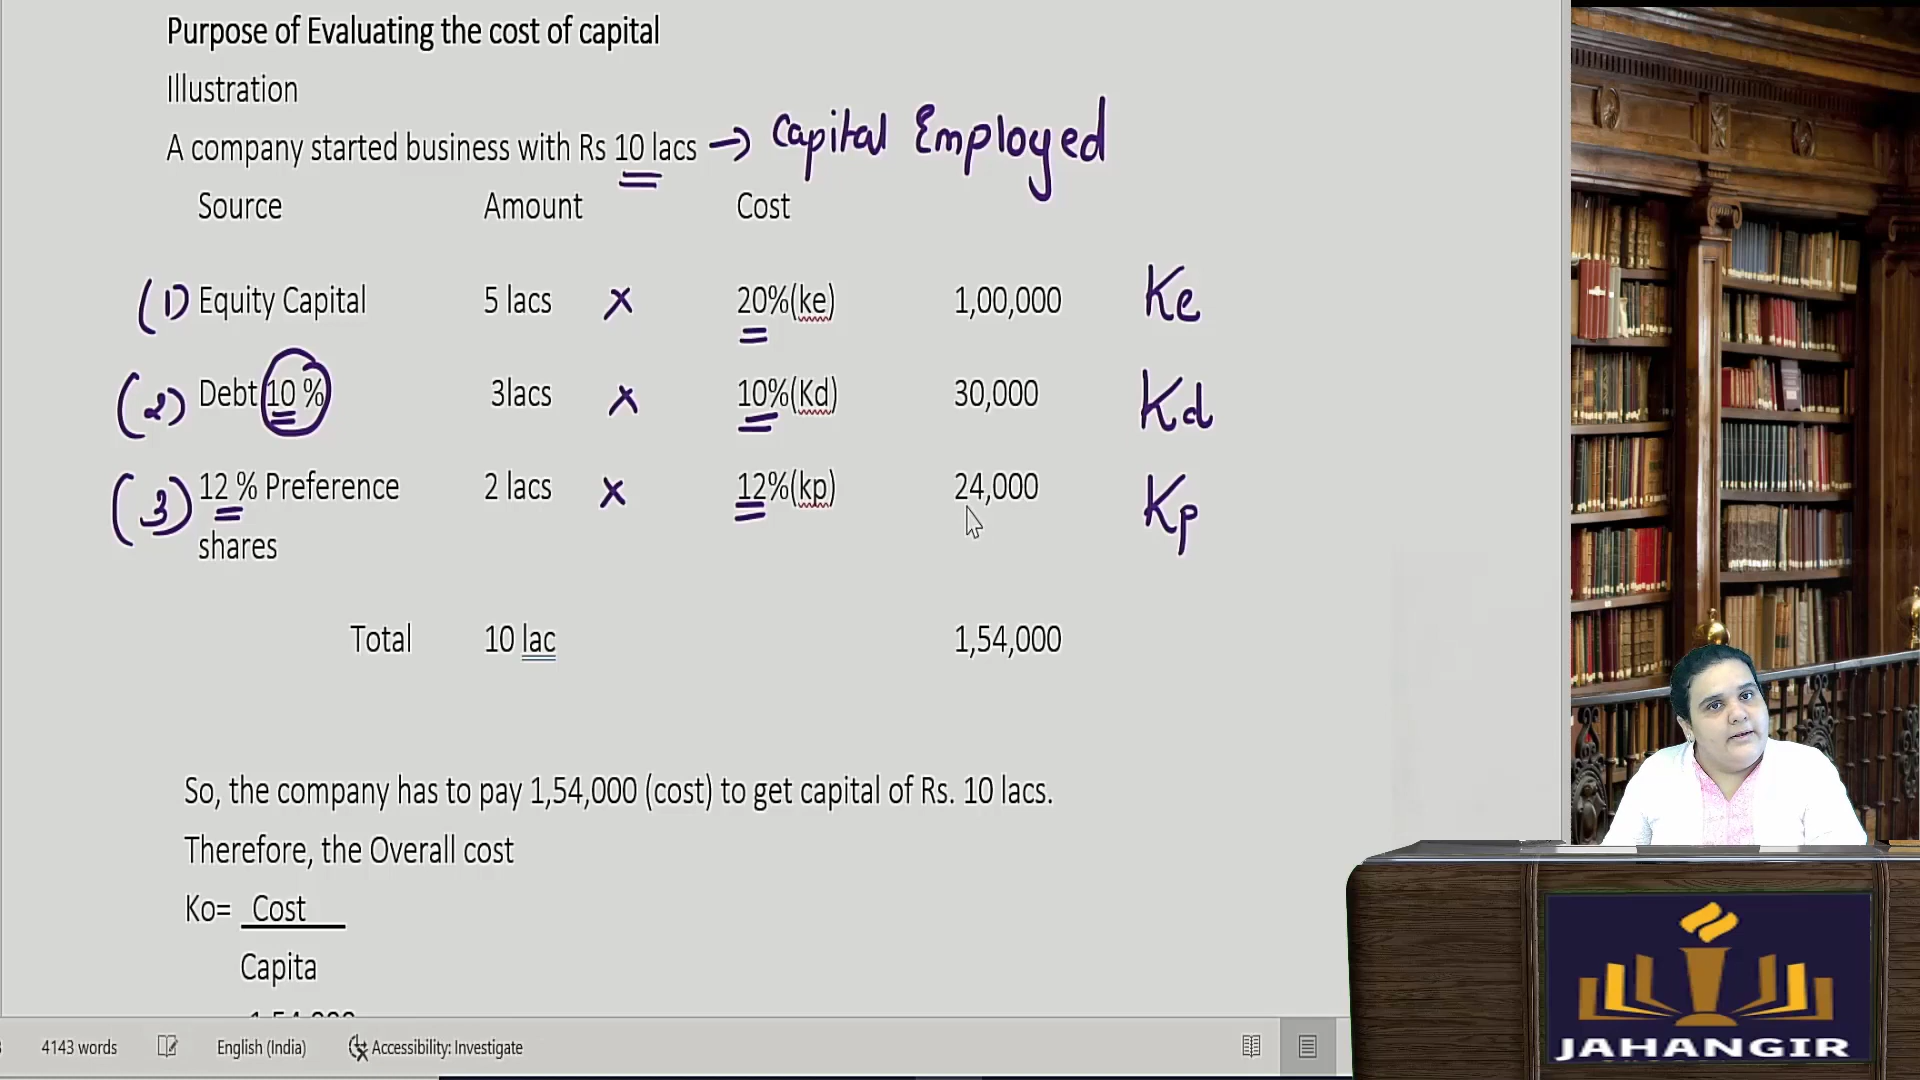 Purpose of Evaluating the cost of capital
Illustration
A company started business with Rs 10 lacs → Capital Employed
Source Amount Cost
(1) Equity Capital 5 lacs x 20%(ke) 1,00,000 Ke
(2) Debt 10 % 3lacs x 10%(Kd) 30,000 Kd
(3) 12 % Preference 2 lacs x 12%(kp) 24,000 Kp
shares
Total 10 lac 1,54,000
So, the company has to pay 1,54,000 (cost) to get capital of Rs. 10 lacs.
Therefore, the Overall cost
Ko= Cost
Capita
4143 words English (India) Accessibility: Investigate
JAHANGIR